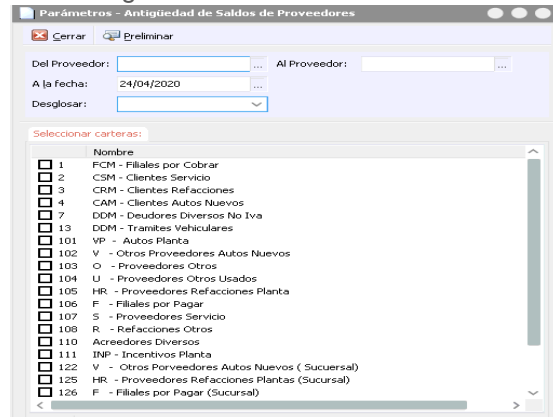 Parámetros - Antigüedad de Saldos de Proveedores
Cerrar Preliminar
Del Proveedor: ... Al Proveedor: ...
A la fecha: 24/04/2020 ...
Desglosar:
Seleccionar carteras:
Nombre
1 FCM - Filiales por Cobrar
2 CSM - Clientes Servicio
3 CRM - Clientes Refacciones
4 CAM - Clientes Autos Nuevos
7 DDM - Deudores Diversos No Iva
13 DDM - Tramites Vehiculares
101 VP - Autos Planta
102 V - Otros Proveedores Autos Nuevos
103 O - Proveedores Otros
104 U - Proveedores Otros Usados
105 HR - Proveedores Refacciones Planta
106 F - Filiales por Pagar
107 S - Proveedores Servicio
108 R - Refacciones Otros
110 Acreedores Diversos
111 INP - Incentivos Planta
122 V - Otros Porveedores Autos Nuevos ( Sucuersal)
125 HR - Proveedores Refacciones Plantas (Sucursal)
126 F - Filiales por Pagar (Sucursal)